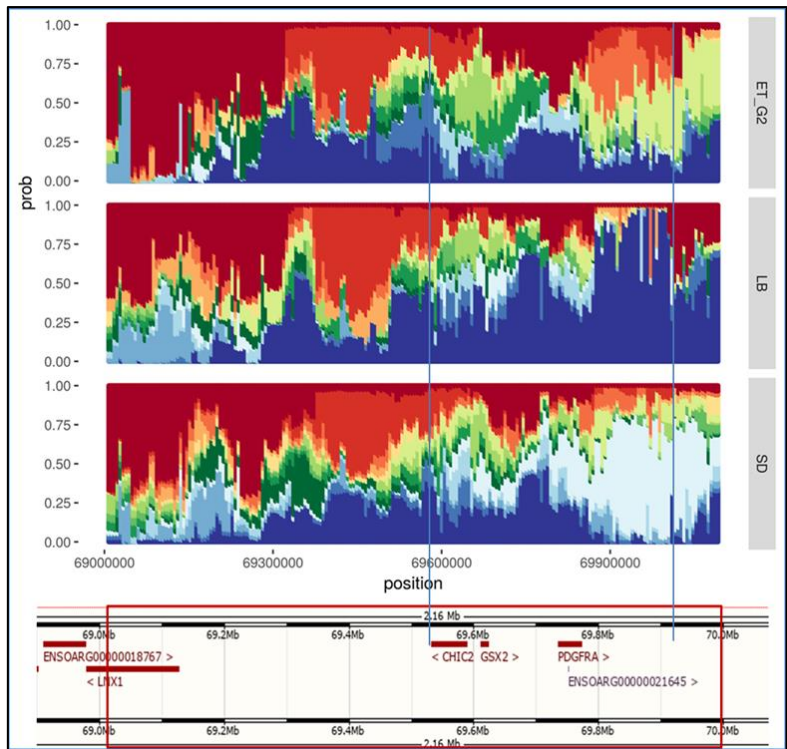 1.00
0.75
0.50
0.25
0.00
ET_G2
1.00
0.75
0.50
0.25
0.00
LB
prob
1.00
0.75
0.50
0.25
0.00
SD
69000000 69300000 69600000 69900000
position
2.16 Mb
69.0Mb 69.2Mb 69.4Mb 69.6Mb 69.8Mb 70.0Mb
ENSOARG00000018767 > < CHIC2 GSX2 > PDGFRA >
< LNX1 ENSOARG00000021645 >
69.0Mb 69.2Mb 69.4Mb 69.6Mb 69.8Mb 70.0Mb
2.16 Mb